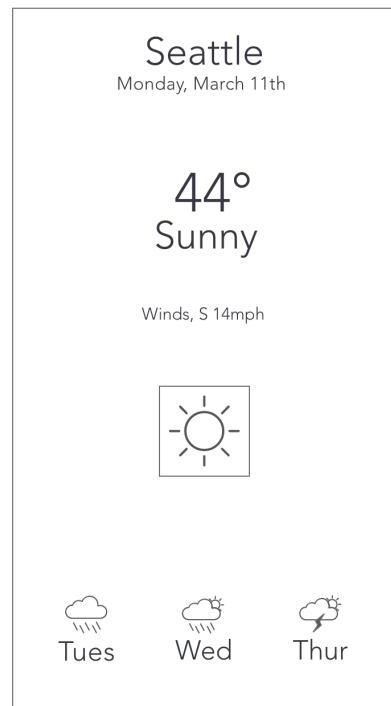 Seattle
Monday, March 11th
44°
Sunny
Winds, S 14mph
Tues Wed Thur